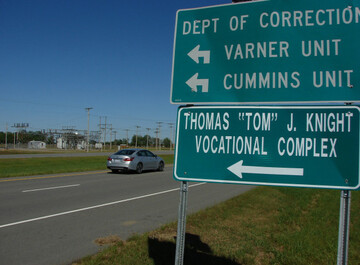 DEPT OF CORRECTION
VARNER UNIT
CUMMINS UNIT
THOMAS "TOM" J. KNIGHT
VOCATIONAL COMPLEX